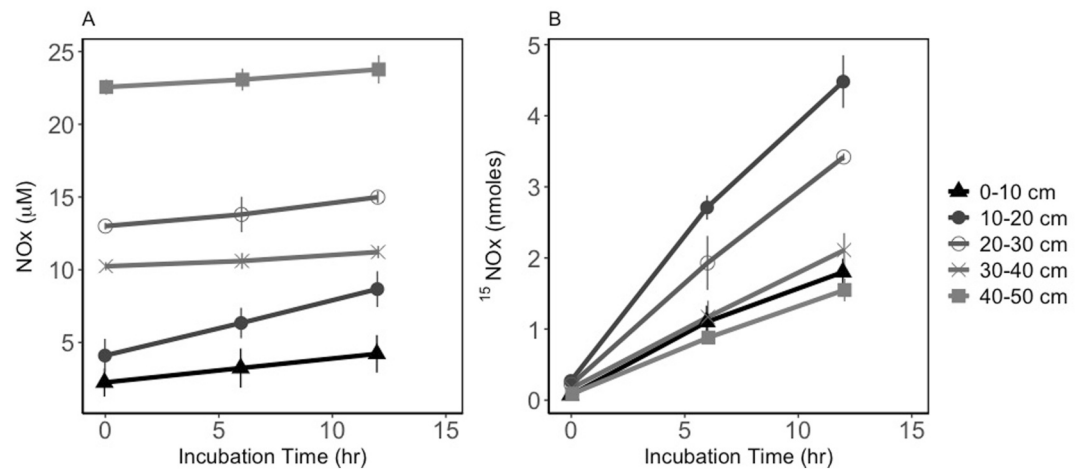 A
NOx (μM)
25
20
15
10
5
0
5
10
15
Incubation Time (hr)
B
¹⁵ NOx (nmoles)
5
4
3
2
1
0
0
5
10
15
Incubation Time (hr)
0-10 cm
10-20 cm
20-30 cm
30-40 cm
40-50 cm